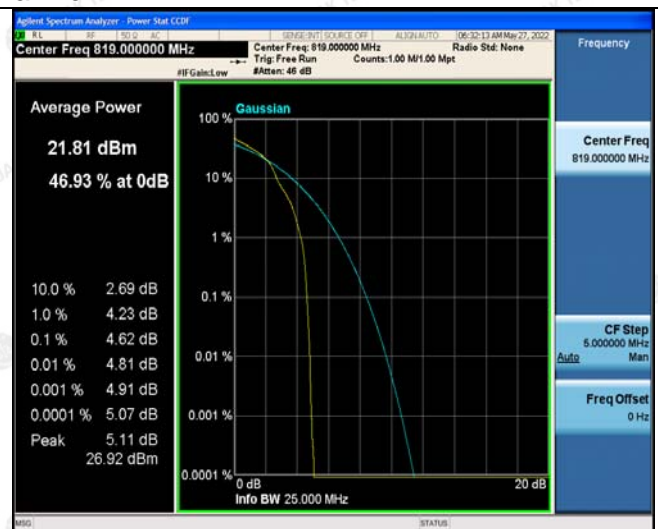 Agilent Spectrum Analyzer - Power Stat CCDF
RL RF 50 Ω AC SENSE:INT SOURCE OFF ALIGN AUTO 06:32:13 AM May 27, 2022
Center Freq 819.000000 MHz
Center Freq: 819.000000 MHz Radio Std: None
Trig: Free Run Counts:1.00 M/1.00 Mpt
#IFGain:Low #Atten: 46 dB
Frequency
Average Power
21.81 dBm
46.93 % at 0dB
10.0 % 2.69 dB
1.0 % 4.23 dB
0.1 % 4.62 dB
0.01 % 4.81 dB
0.001 % 4.91 dB
0.0001 % 5.07 dB
Peak 5.11 dB
26.92 dBm
Gaussian
100 %
10 %
1 %
0.1 %
0.01 %
0.001 %
0.0001 %
0 dB 20 dB
Info BW 25.000 MHz
Center Freq
819.000000 MHz
CF Step
5.000000 MHz
Auto Man
Freq Offset
0 Hz
MSG STATUS